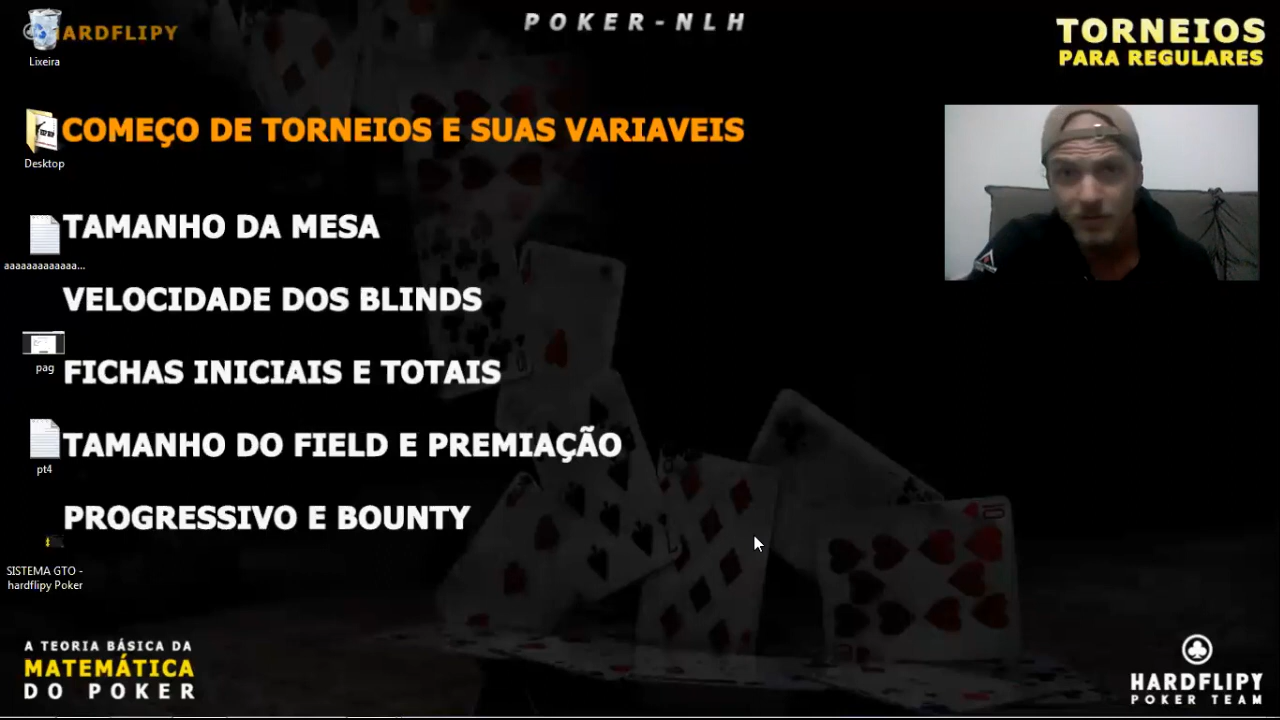 POKER-NLH
ARDFLIPY
TORNEIOS
PARA REGULARES
Lixeira
COMEÇO DE TORNEIOS E SUAS VARIAVEIS
Desktop
TAMANHO DA MESA
aaaaaaaaaaaaa...
VELOCIDADE DOS BLINDS
pag
FICHAS INICIAIS E TOTAIS
TAMANHO DO FIELD E PREMIAÇÃO
pt4
PROGRESSIVO E BOUNTY
SISTEMA GTO -
hardflipy Poker
A TEORIA BÁSICA DA
MATEMÁTICA
DO POKER
HARDFLIPY
POKER TEAM